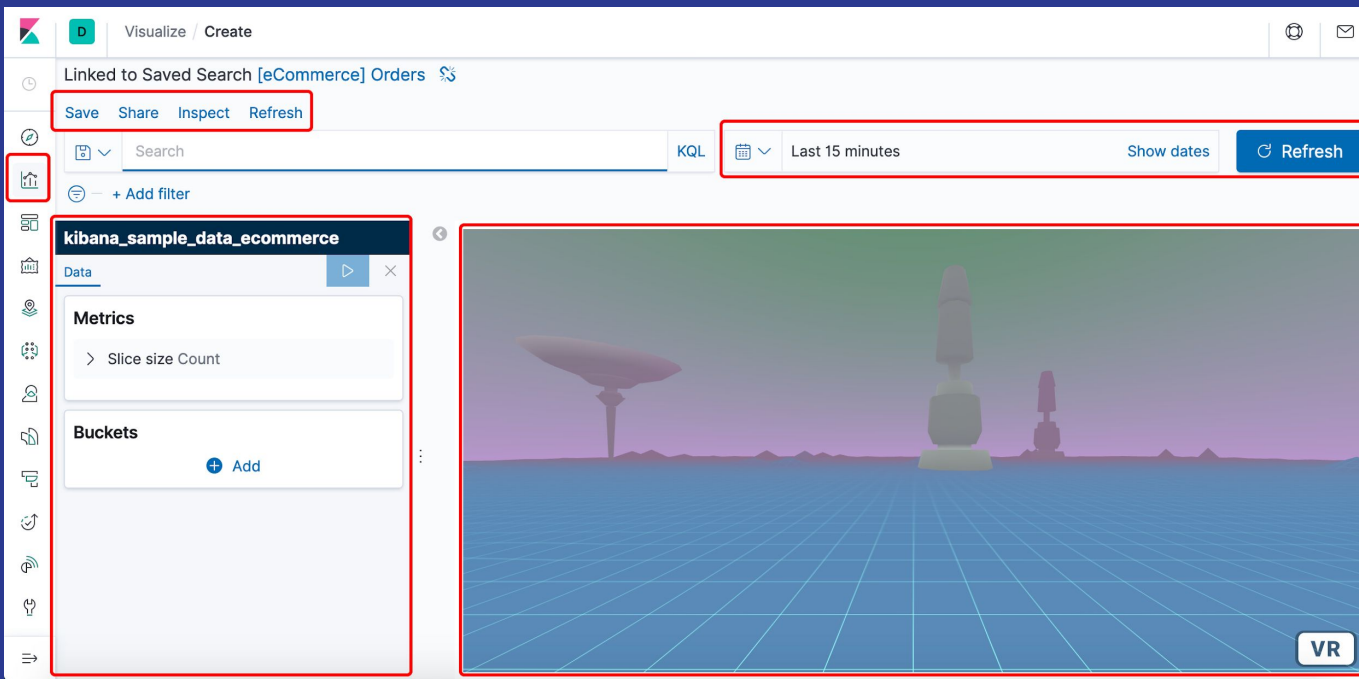 D Visualize / Create
Linked to Saved Search [eCommerce] Orders
Save Share Inspect Refresh
Search KQL Last 15 minutes Show dates Refresh
+ Add filter
kibana_sample_data_ecommerce
Data
Metrics
Slice size Count
Buckets
Add
VR